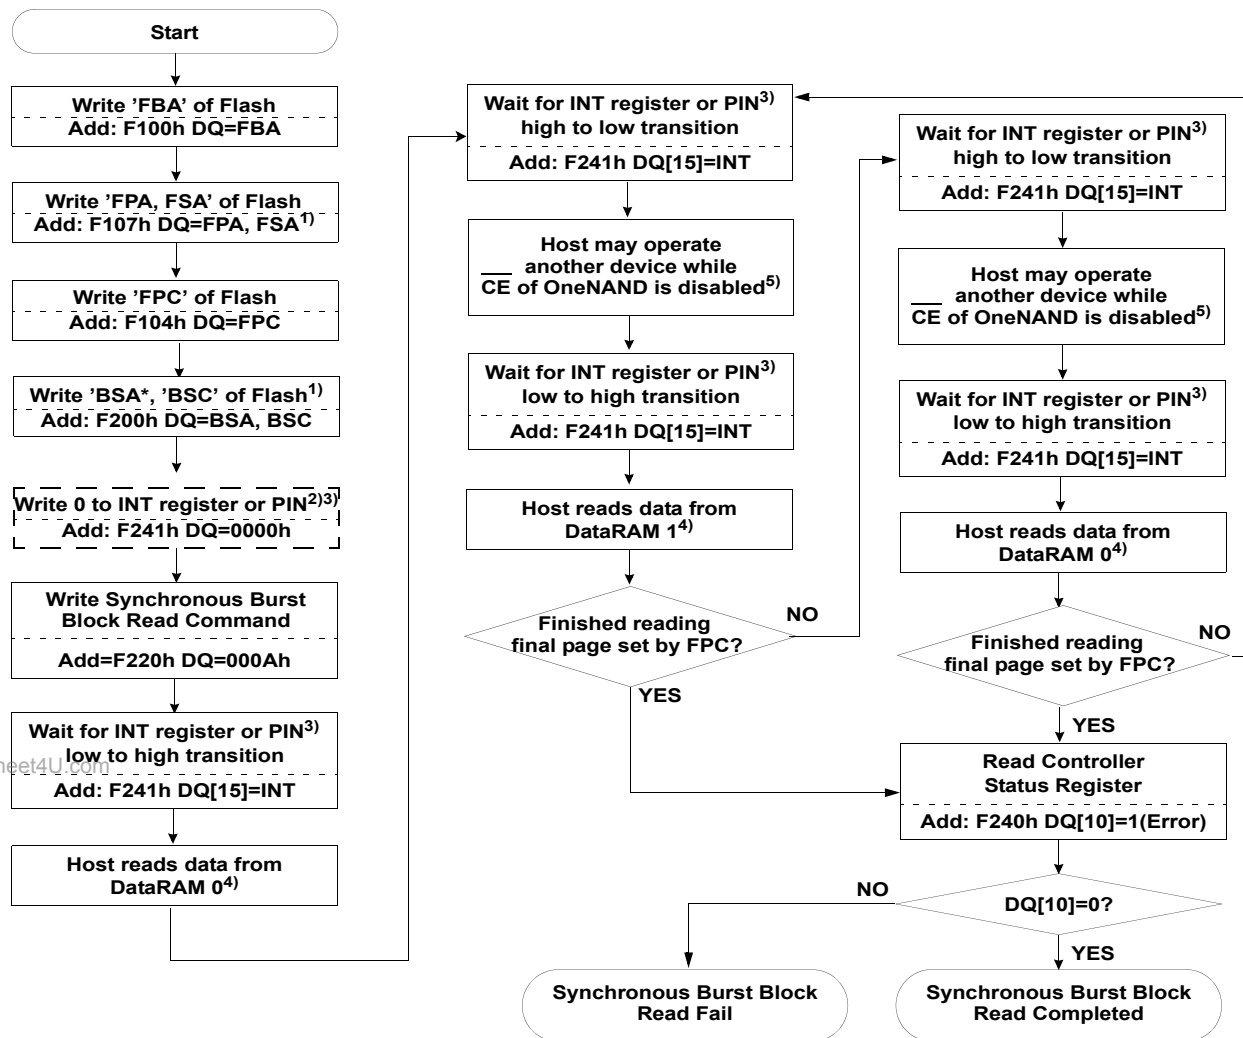 Start
Write ’FBA’ of Flash
Add: F100h DQ=FBA
Write ’FPA, FSA’ of Flash
Add: F107h DQ=FPA, FSA1)
Write ’FPC’ of Flash
Add: F104h DQ=FPC
Write ’BSA*, ’BSC’ of Flash1)
Add: F200h DQ=BSA, BSC
Write 0 to INT register or PIN2)3)
Add: F241h DQ=0000h
Write Synchronous Burst
Block Read Command
Add=F220h DQ=000Ah
Wait for INT register or PIN3)
low to high transition
Add: F241h DQ[15]=INT
neet4U.com
Host reads data from
DataRAM 04)
Wait for INT register or PIN3)
high to low transition
Add: F241h DQ[15]=INT
Host may operate
another device while
CE of OneNAND is disabled5)
Wait for INT register or PIN3)
low to high transition
Add: F241h DQ[15]=INT
Host reads data from
DataRAM 14)
Finished reading
final page set by FPC?
NO
YES
Wait for INT register or PIN3)
high to low transition
Add: F241h DQ[15]=INT
Host may operate
another device while
CE of OneNAND is disabled5)
Wait for INT register or PIN3)
low to high transition
Add: F241h DQ[15]=INT
Host reads data from
DataRAM 04)
Finished reading
final page set by FPC?
NO
YES
Read Controller
Status Register
Add: F240h DQ[10]=1(Error)
DQ[10]=0?
NO
YES
Synchronous Burst Block
Read Fail
Synchronous Burst Block
Read Completed